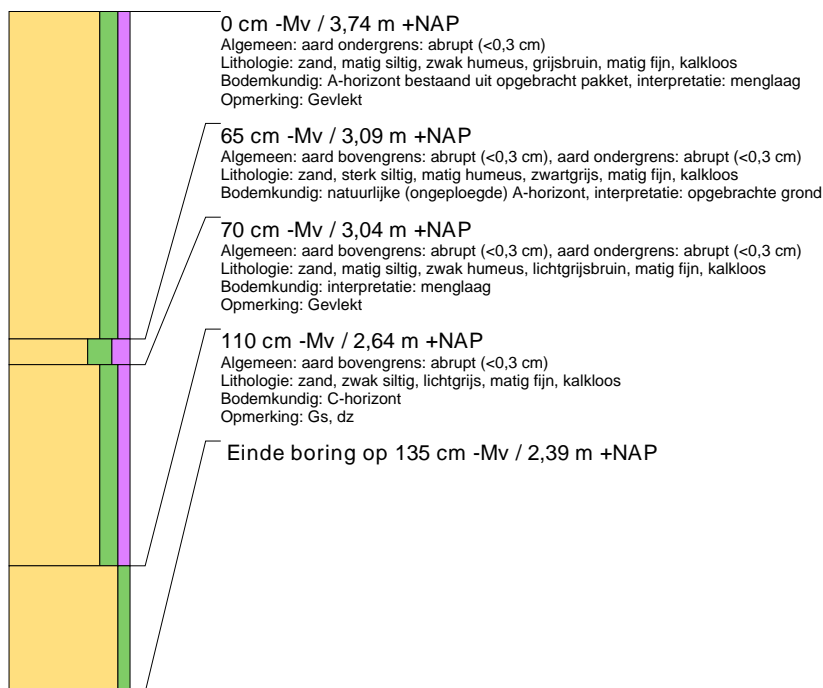 0 cm -Mv / 3,74 m +NAP
Algemeen: aard ondergrens: abrupt (<0,3 cm)
Lithologie: zand, matig siltig, zwak humeus, grijsbruin, matig fijn, kalkloos
Bodemkundig: A-horizont bestaand uit opgebracht pakket, interpretatie: menglaag
Opmerking: Gevlekt
65 cm -Mv / 3,09 m +NAP
Algemeen: aard bovengrens: abrupt (<0,3 cm), aard ondergrens: abrupt (<0,3 cm)
Lithologie: zand, sterk siltig, matig humeus, zwartgrijs, matig fijn, kalkloos
Bodemkundig: natuurlijke (ongeploegde) A-horizont, interpretatie: opgebrachte grond
70 cm -Mv / 3,04 m +NAP
Algemeen: aard bovengrens: abrupt (<0,3 cm), aard ondergrens: abrupt (<0,3 cm)
Lithologie: zand, matig siltig, zwak humeus, lichtgrijsbruin, matig fijn, kalkloos
Bodemkundig: interpretatie: menglaag
Opmerking: Gevlekt
110 cm -Mv / 2,64 m +NAP
Algemeen: aard bovengrens: abrupt (<0,3 cm)
Lithologie: zand, zwak siltig, lichtgrijs, matig fijn, kalkloos
Bodemkundig: C-horizont
Opmerking: Gs, dz
Einde boring op 135 cm -Mv / 2,39 m +NAP